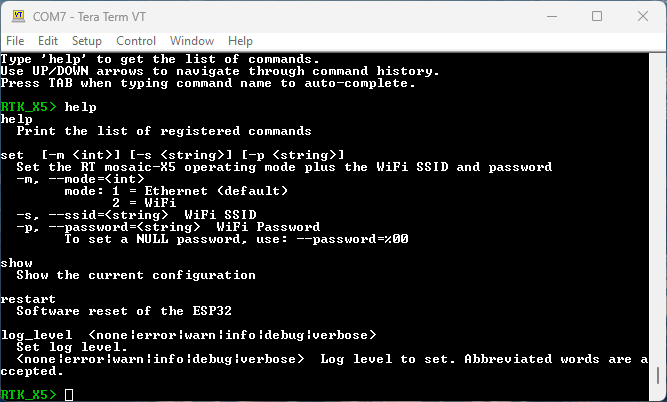 COM7 - Tera Term VT
File Edit Setup Control Window Help
Type 'help' to get the list of commands.
Use UP/DOWN arrows to navigate through command history.
Press TAB when typing command name to auto-complete.
RTK_X5> help
help
Print the list of registered commands
set [-m <int>] [-s <string>] [-p <string>]
Set the RT mosaic-X5 operating mode plus the WiFi SSID and password
-m, --mode=<int>
mode: 1 = Ethernet (default)
2 = WiFi
-s, --ssid=<string> WiFi SSID
-p, --password=<string> WiFi Password
To set a NULL password, use: --password=%00
show
Show the current configuration
restart
Software reset of the ESP32
log_level <none|error|warn|info|debug|verbose>
Set log level.
<none|error|warn|info|debug|verbose> Log level to set. Abbreviated words are a
ccepted.
RTK_X5>